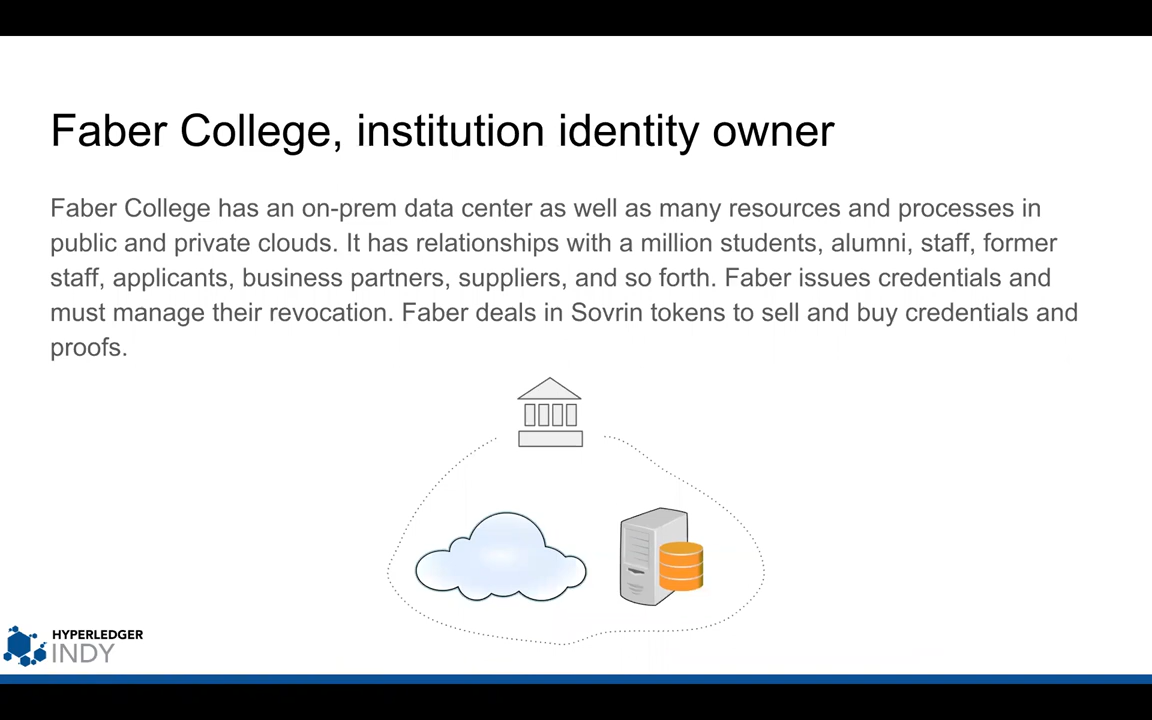 Faber College, institution identity owner
Faber College has an on-prem data center as well as many resources and processes in
public and private clouds. It has relationships with a million students, alumni, staff, former
staff, applicants, business partners, suppliers, and so forth. Faber issues credentials and
must manage their revocation. Faber deals in Sovrin tokens to sell and buy credentials and
proofs.
HYPERLEDGER
INDY